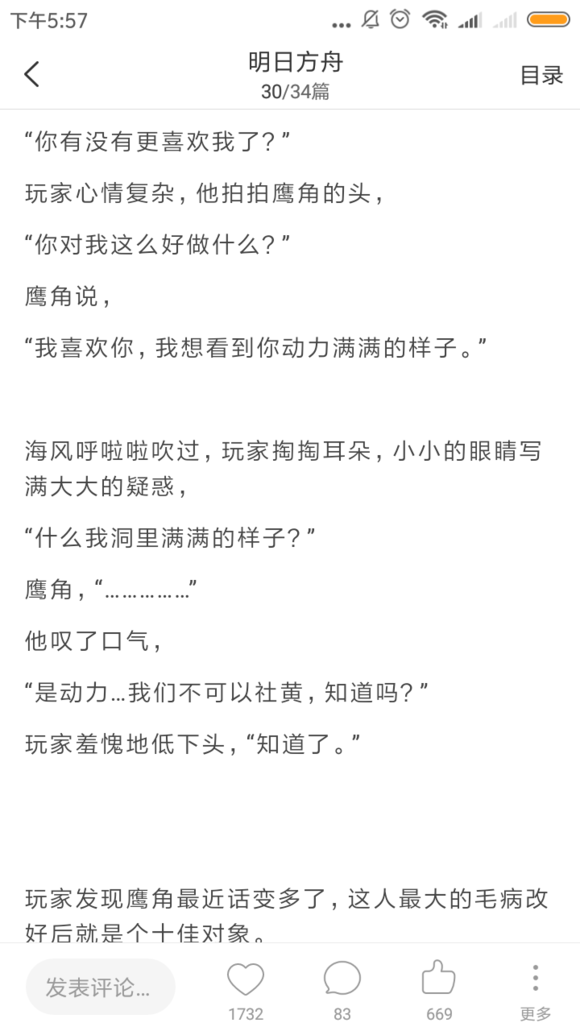 下午5:57
明日方舟
目录
30/34篇
“你有没有更喜欢我了？”
玩家心情复杂，他拍拍鹰角的头，
“你对我这么好做什么？”
鹰角说，
“我喜欢你，我想看到你动力满满的样子。”
海风呼啦啦吹过，玩家掏掏耳朵，小小的眼睛写
满大大的疑惑，
“什么我洞里满满的样子？”
鹰角，“……………”
他叹了口气，
“是动力…我们不可以社黄，知道吗？”
玩家羞愧地低下头，“知道了。”
玩家发现鹰角最近话变多了，这人最大的毛病改
好后就是个十佳对象。
发表评论...
1732
83
669
更多